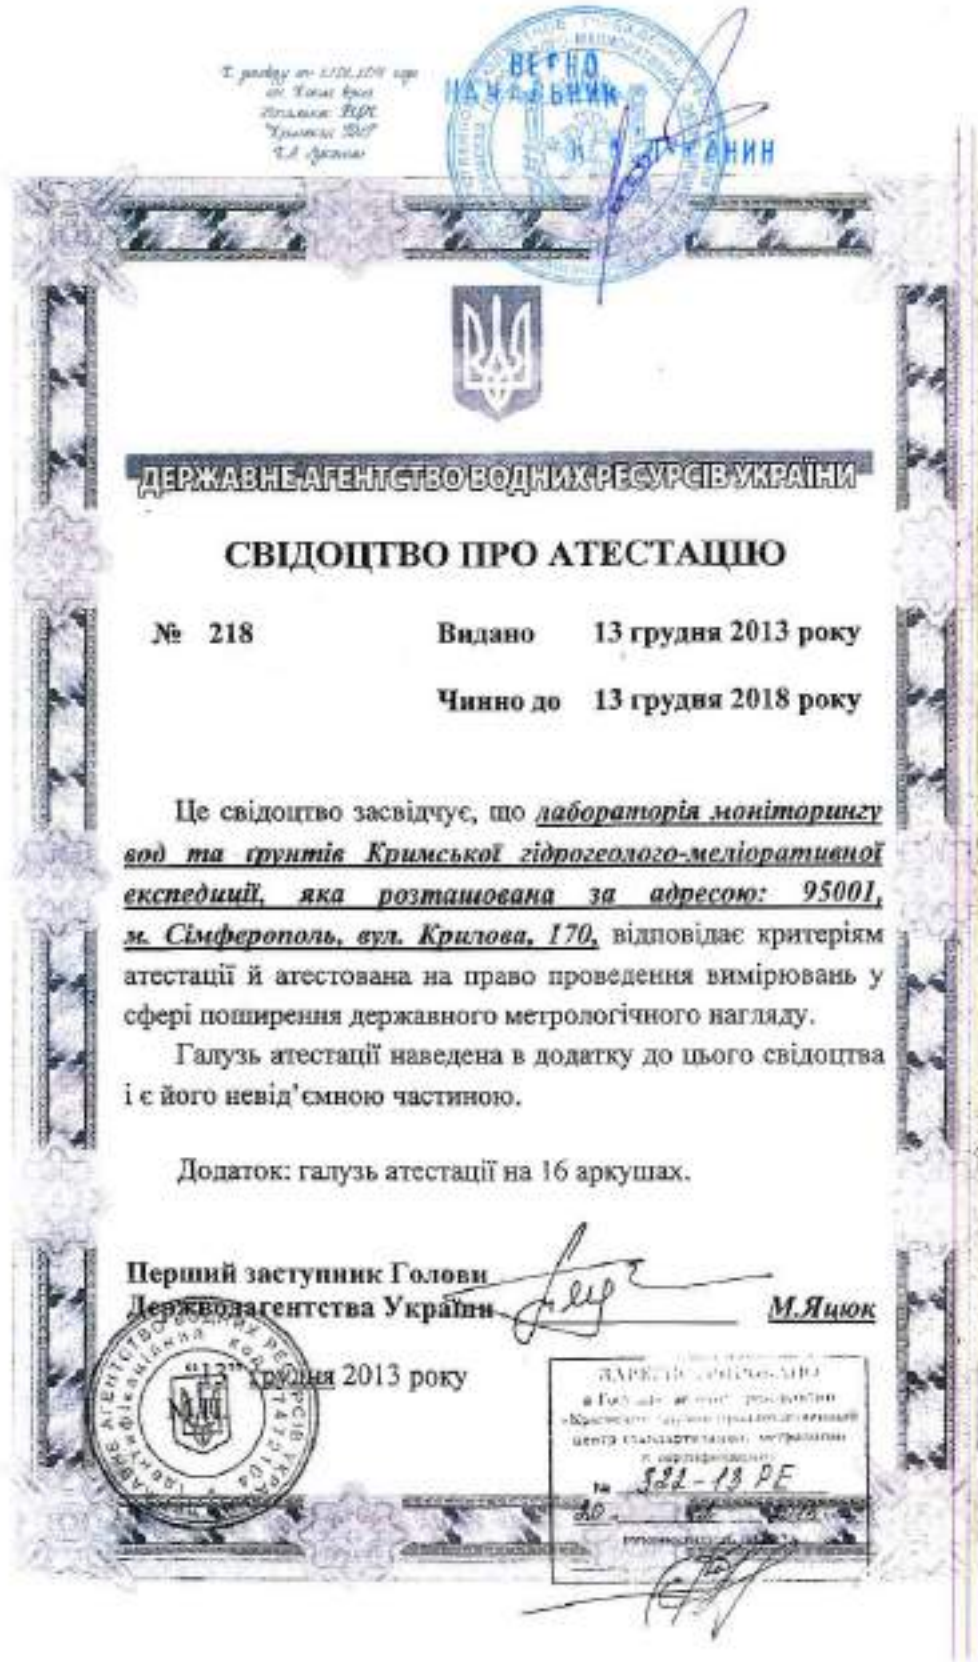 ВЕРНО
НАЧАЛЬНИК
ДЕРЖАВНЕ АГЕНТСТВО ВОДНИХ РЕСУРСІВ УКРАЇНИ
СВІДОЦТВО ПРО АТЕСТАЦІЮ
№ 218 Видано 13 грудня 2013 року
Чинно до 13 грудня 2018 року
Це свідоцтво засвідчує, що лабораторія моніторингу
вод та ґрунтів Кримської гідрогеолого-меліоративної
експедиції, яка розташована за адресою: 95001,
м. Сімферополь, вул. Крилова, 170, відповідає критеріям
атестації й атестована на право проведення вимірювань у
сфері поширення державного метрологічного нагляду.
Галузь атестації наведена в додатку до цього свідоцтва
і є його невід’ємною частиною.
Додаток: галузь атестації на 16 аркушах.
Перший заступник Голови
Держводагентства України М.Яцюк
"13" грудня 2013 року
№ 322-13 РЕ